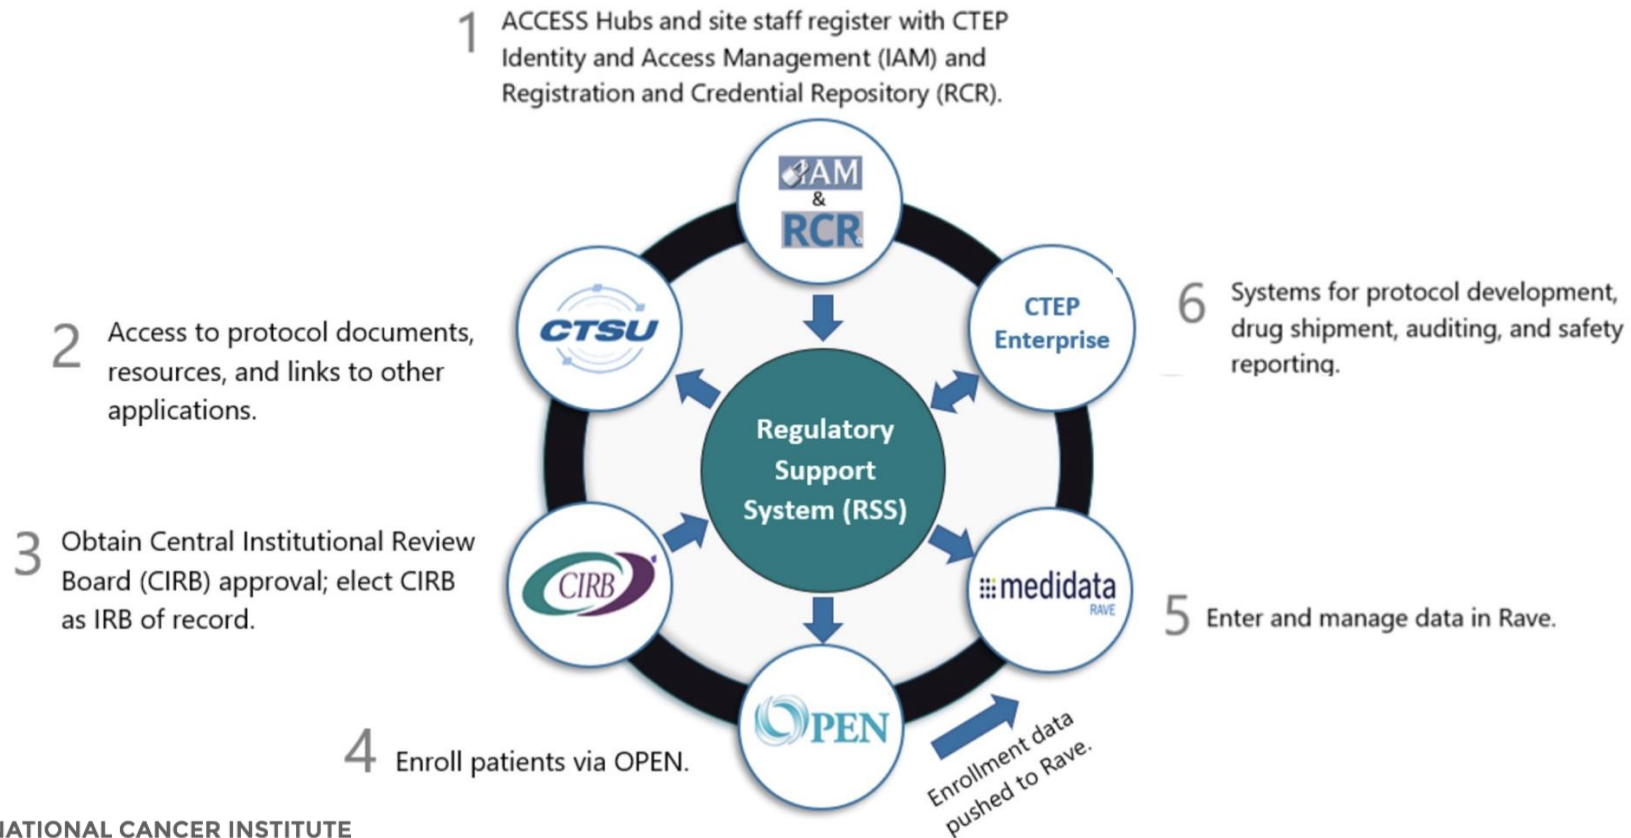 1
ACCESS Hubs and site staff register with CTEP
Identity and Access Management (IAM) and
Registration and Credential Repository (RCR).
IAM
&
RCR
CTSU
2
Access to protocol documents,
resources, and links to other
applications.
CTEP
Enterprise
6
Systems for protocol development,
drug shipment, auditing, and safety
reporting.
Regulatory
Support
System (RSS)
3
Obtain Central Institutional Review
Board (CIRB) approval; elect CIRB
as IRB of record.
CIRB
medidata
RAVE
5
Enter and manage data in Rave.
4
Enroll patients via OPEN.
OPEN
Enrollment data
pushed to Rave.
NATIONAL CANCER INSTITUTE